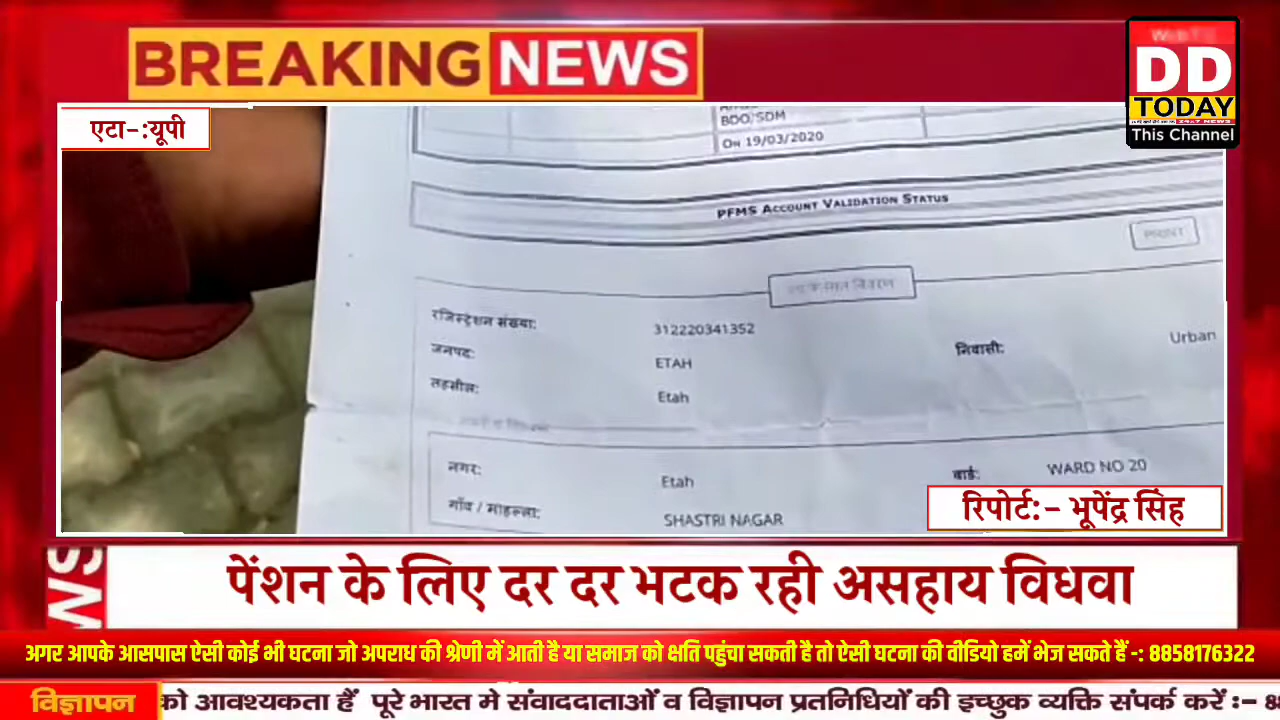 BREAKING NEWS
DD
TODAY
This Channel
एटा-:यूपी
BDO/SDM
On 19/03/2020
PFMS Account Validation Status
PRINT
रजिस्ट्रेशन संख्या: 312220341352
जनपद: ETAH निवासी: Urban
तहसील: Etah
नगर: Etah वार्ड: WARD NO 20
गाँव / मोहल्ला: SHASTRI NAGAR
रिपोर्ट:- भूपेंद्र सिंह
पेंशन के लिए दर दर भटक रही असहाय विधवा
अगर आपके आसपास ऐसी कोई भी घटना जो अपराध की श्रेणी में आती है या समाज को क्षति पहुंचा सकती है तो ऐसी घटना की वीडियो हमें भेज सकते हैं -: 8858176322
विज्ञापन को आवश्यकता हैं पूरे भारत मे संवाददाताओं व विज्ञापन प्रतिनिधियों की इच्छुक व्यक्ति संपर्क करें :-